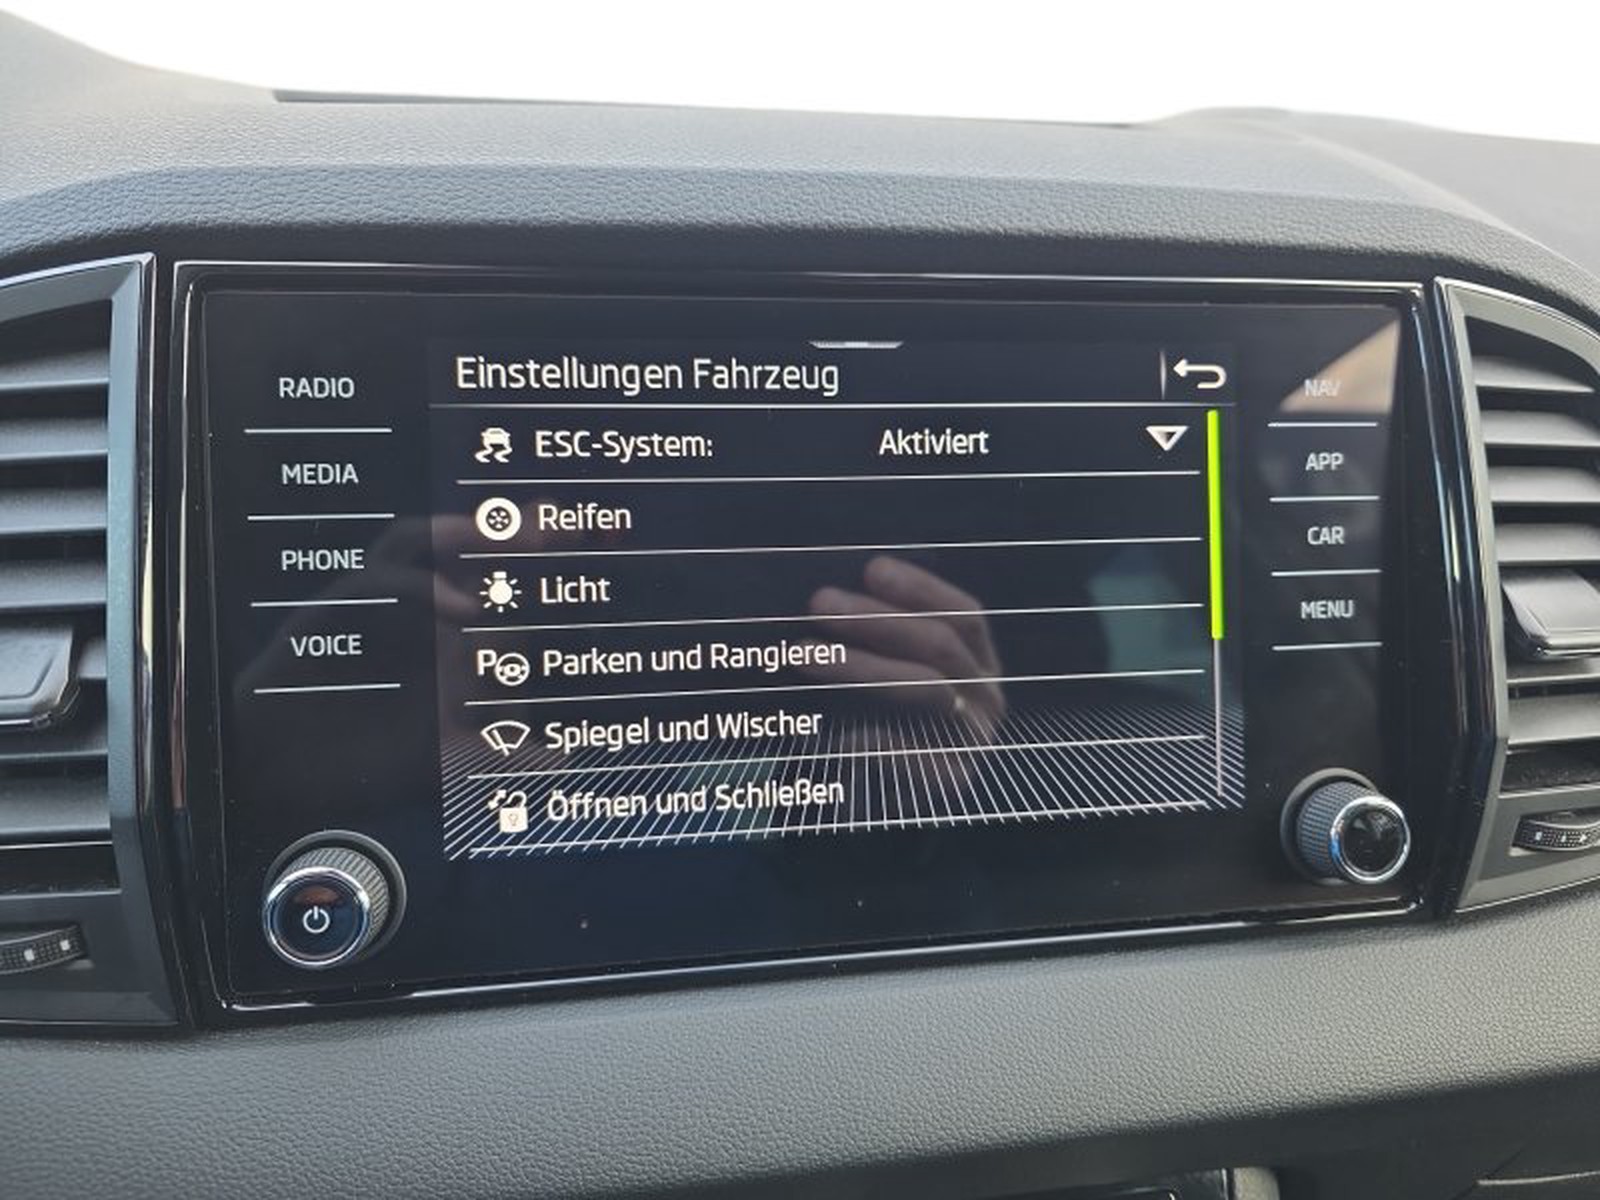 RADIO
MEDIA
PHONE
VOICE
Einstellungen Fahrzeug
ESC-System: Aktiviert
Reifen
Licht
P Parken und Rangieren
Spiegel und Wischer
Öffnen und Schließen
NAV
APP
CAR
MENU